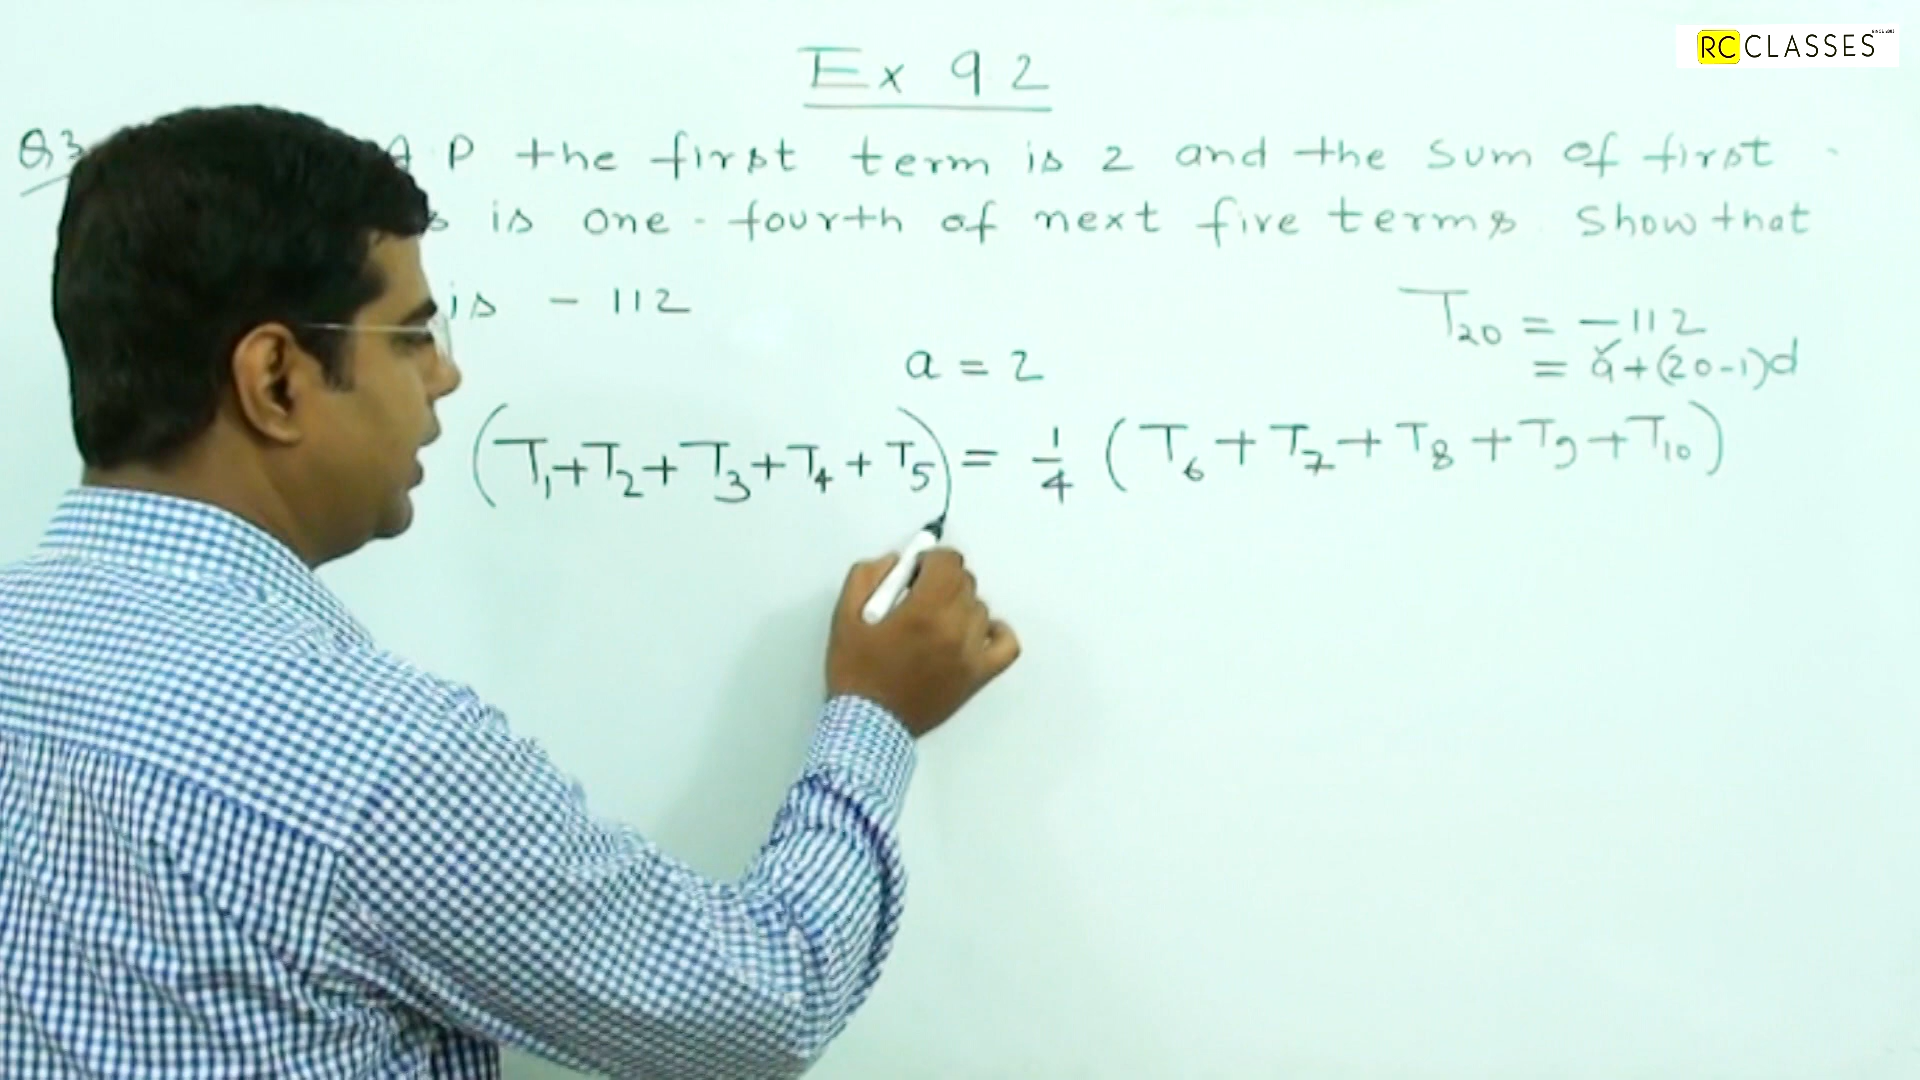 RC CLASSES
Ex 9 2
Q 3 A P the first term is 2 and the sum of first
is one - fourth of next five terms. Show that
is - 112
T20 = -112
= a+(20-1)d
a = 2
(T1+T2+T3+T4+T5) = 1/4 (T6+T7+T8+T9+T10)